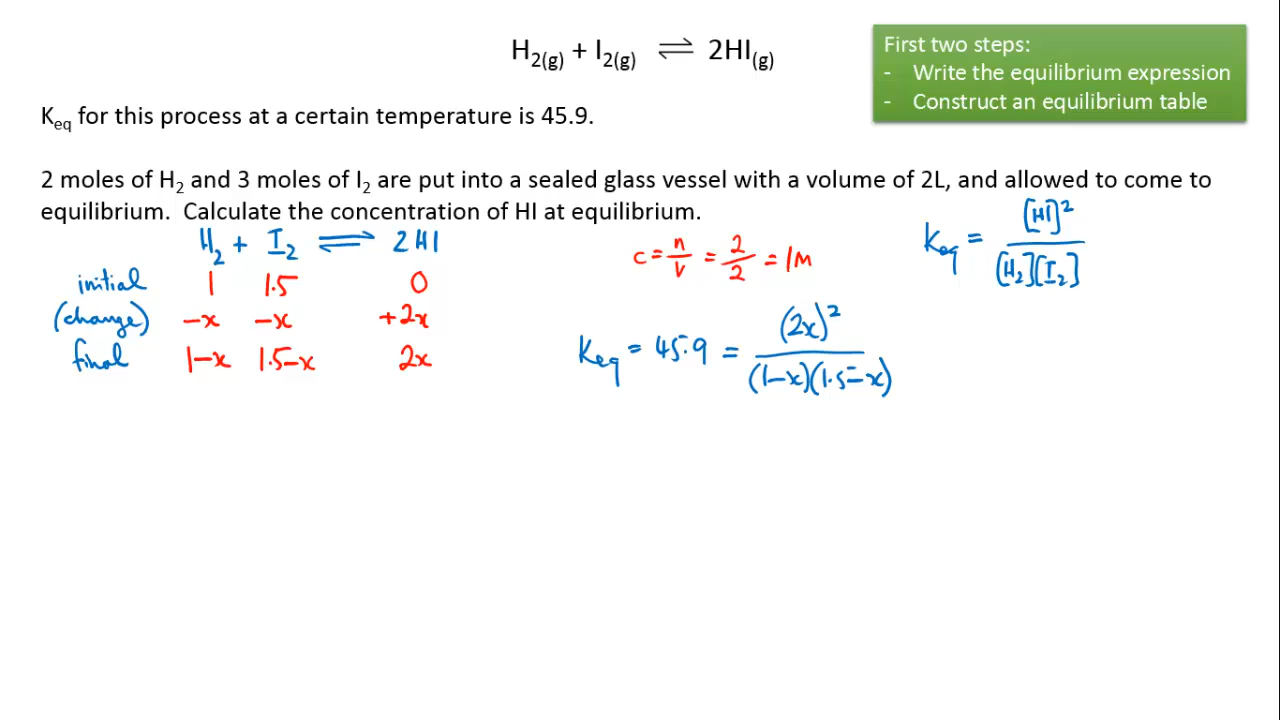 H2(g) + I2(g) ⇌ 2HI(g)
First two steps:
- Write the equilibrium expression
- Construct an equilibrium table
Keq for this process at a certain temperature is 45.9.
2 moles of H2 and 3 moles of I2 are put into a sealed glass vessel with a volume of 2L, and allowed to come to
equilibrium. Calculate the concentration of HI at equilibrium.
H2 + I2 ⇌ 2HI
initial 1 1.5 0
(change) -x -x +2x
final 1-x 1.5-x 2x
c = n/v = 2/2 = 1M
Keq = [HI]²/[H2][I2]
Keq = 45.9 = (2x)²/(1-x)(1.5-x)